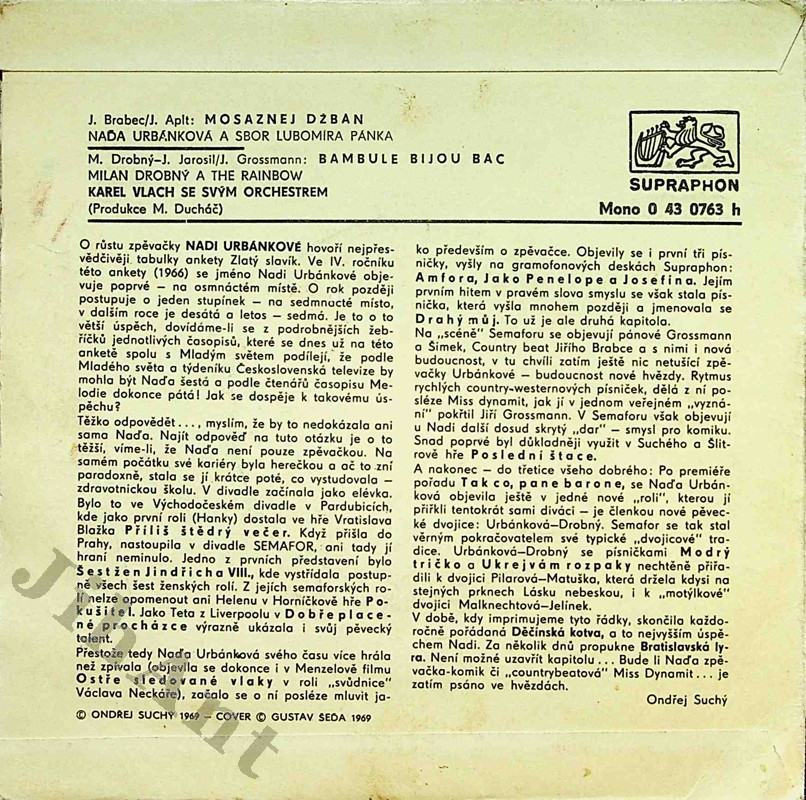 J. Brabec/J. Aplt: MOSAZNEJ DŽBÁN
NAĎA URBÁNKOVÁ A SBOR LUBOMÍRA PÁNKA
M. Drobný–J. Jarosil/J. Grossmann: BAMBULE BIJOU BAC
MILAN DROBNÝ A THE RAINBOW
KAREL VLACH SE SVÝM ORCHESTREM
(Produkce M. Ducháč)
SUPRAPHON
Mono 0 43 0763 h
O růstu zpěvačky NADI URBÁNKOVÉ hovoří nejpřes-
vědčivěji tabulky ankety Zlatý slavík. Ve IV. ročníku
této ankety (1966) se jméno Nadi Urbánkové obje-
vuje poprvé – na osmnáctém místě. O rok později
postupuje o jeden stupínek – na sedmnacté místo,
v dalším roce je desátá a letos – sedmá. Je to o to
větší úspěch, dovídáme-li se z podrobnějších žeb-
říčků jednotlivých časopisů, které se dnes už na této
anketě spolu s Mladým světem podílejí, že podle
Mladého světa a týdeníku Československá televize by
mohla být Naďa šestá a podle čtenářů časopisu Me-
lodie dokonce pátá! Jak se dospěje k takovému ús-
pěchu?
Těžko odpovědět..., myslím, že by to nedokázala ani
sama Naďa. Najít odpověď na tuto otázku je o to
těžší, víme-li, že Naďa není pouze zpěvačkou. Na
samém počátku své kariéry byla herečkou a ač to zní
paradoxně, stala se jí krátce poté, co vystudovala –
zdravotnickou školu. V divadle začínala jako elévka.
Bylo to ve Východočeském divadle v Pardubicích,
kde jako první roli (Hanky) dostala ve hře Vratislava
Blažka Příliš štědrý večer. Když přišla do
Prahy, nastoupila v divadle SEMAFOR, ani tady jí
hraní neminulo. Jedno z prvních představení bylo
Šest žen Jindřicha VIII., kde vystřídala postup-
ně všech šest ženských rolí. Z jejích semaforských ro-
lí nelze opomenout ani Helenu v Horníčkově hře Po-
kušitel. Jako Teta z Liverpoolu v Dobře place-
né procházce výrazně ukázala i svůj pěvecký
talent.
Přestože tedy Naďa Urbánková svého času více hrála
než zpívala (objevila se dokonce i v Menzelově filmu
Ostře sledované vlaky v roli „svůdnice“
Václava Neckáře), začalo se o ní posléze mluvit ja-
© ONDŘEJ SUCHÝ 1969 – COVER © GUSTAV ŠEDA 1969
ko především o zpěvačce. Objevily se i první tři pís-
ničky, vyšly na gramofonových deskách Supraphon:
Amfora, Jako Penelope a Josefina. Jejím
prvním hitem v pravém slova smyslu se však stala pís-
nička, která vyšla mnohem později a jmenovala se
Drahý můj. To už je ale druhá kapitola.
Na „scéně“ Semaforu se objevují pánové Grossmann
a Šimek, Country beat Jiřího Brabce a s nimi i nová
budoucnost, v tu chvíli zatím ještě nic netušící zpě-
vačky Urbánkové – budoucnost nové hvězdy. Rytmus
rychlých country-westernových písniček, dělá z ní po-
sléze Miss dynamit, jak jí v jednom veřejném „vyzná-
ní“ pokřtil Jiří Grossmann. V Semaforu však objevují
u Nadi další dosud skrytý „dar“ – smysl pro komiku.
Snad poprvé byl důkladněji využit v Suchého a Šlit-
rově hře Poslední štace.
A nakonec – do třetice všeho dobrého: Po premiéře
pořadu Tak co, pane barone, se Naďa Urbán-
ková objevila ještě v jedné nové „roli“, kterou jí
přiřkli tentokrát sami diváci – je členkou nové pěvec-
ké dvojice: Urbánková–Drobný. Semafor se tak stal
věrným pokračovatelem své typické „dvojicové“ tra-
dice. Urbánková–Drobný se písničkami Modrý
tričko a Ukrejvám rozpaky nechtěně přiřa-
dili k dvojici Pilarová–Matuška, která držela kdysi na
stejných prknech Lásku nebeskou, i k „motýlkové“
dvojici Malknechtová–Jelínek.
V době, kdy imprimujeme tyto řádky, skončila každo-
ročně pořádaná Děčínská kotva, a to nejvyšším úspě-
chem Nadi. Za několik dnů propukne Bratislavská ly-
ra. Není možné uzavřít kapitolu... Bude li Naďa zpě-
vačka-komik či „countrybeatová“ Miss Dynamit... je
zatím psáno ve hvězdách.
Ondřej Suchý
JiriAnt